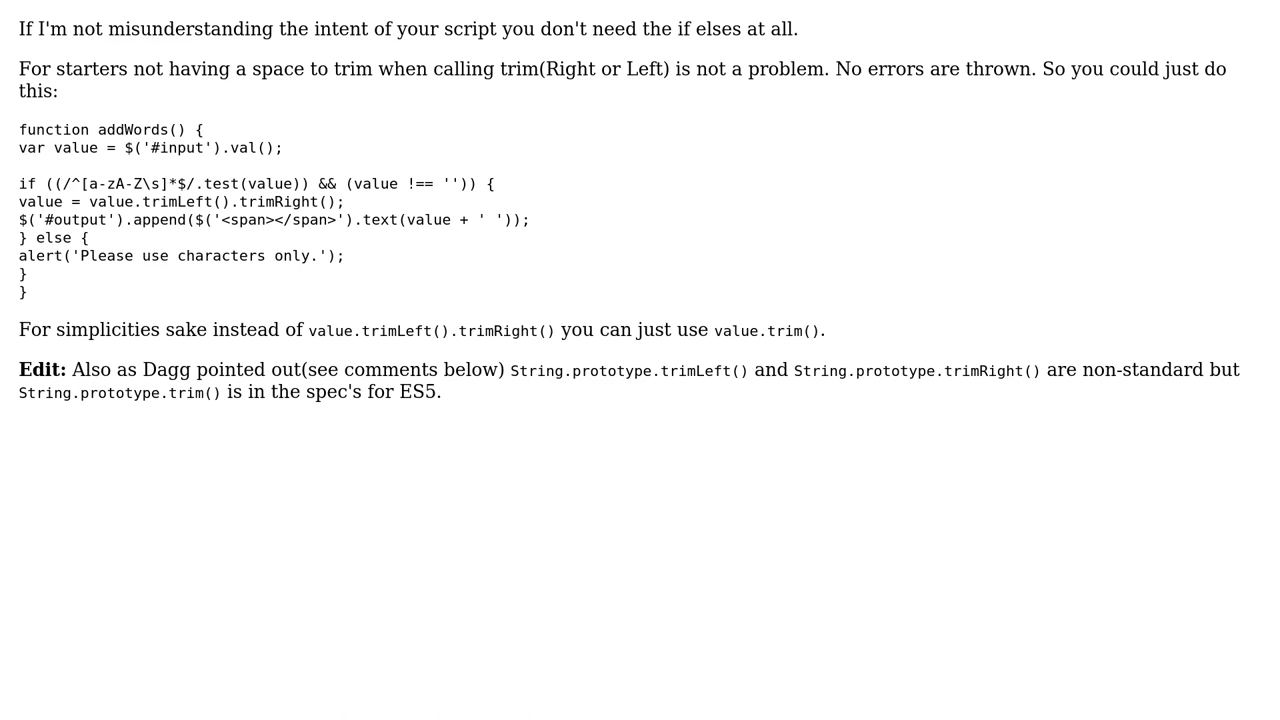 If I'm not misunderstanding the intent of your script you don't need the if elses at all.
For starters not having a space to trim when calling trim(Right or Left) is not a problem. No errors are thrown. So you could just do
this:
function addWords() {
var value = $('#input').val();
if ((/^[a-zA-Z\s]*$/.test(value)) && (value !== '')) {
value = value.trimLeft().trimRight();
$('#output').append($('<span></span>').text(value + ' '));
} else {
alert('Please use characters only.');
}
}
For simplicities sake instead of value.trimLeft().trimRight() you can just use value.trim().
Edit: Also as Dagg pointed out(see comments below) String.prototype.trimLeft() and String.prototype.trimRight() are non-standard but
String.prototype.trim() is in the spec's for ES5.